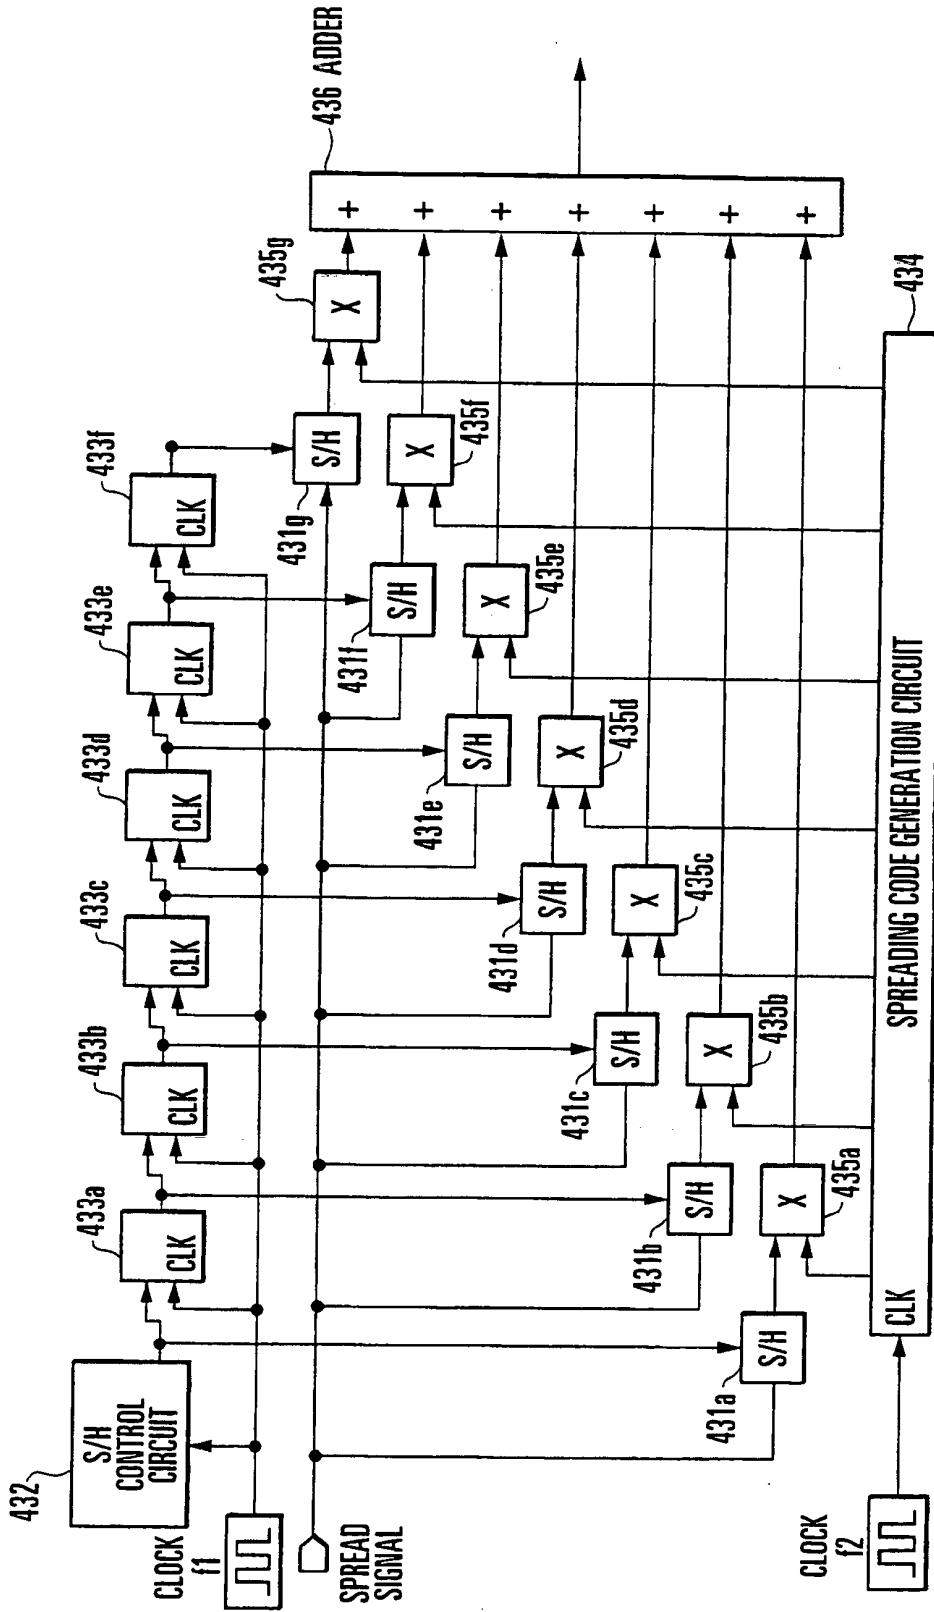 432
S/H
CONTROL
CIRCUIT
433a
CLK
433b
CLK
433c
CLK
433d
CLK
433e
CLK
433f
CLK
CLOCK
f1
SPREAD
SIGNAL
431a
S/H
431b
S/H
431c
S/H
431d
S/H
431e
S/H
431f
S/H
431g
S/H
X
435a
X
435b
X
435c
X
435d
X
435e
X
435f
X
435g
436 ADDER
+
+
+
+
+
+
+
CLOCK
f2
CLK
SPREADING CODE GENERATION CIRCUIT
434